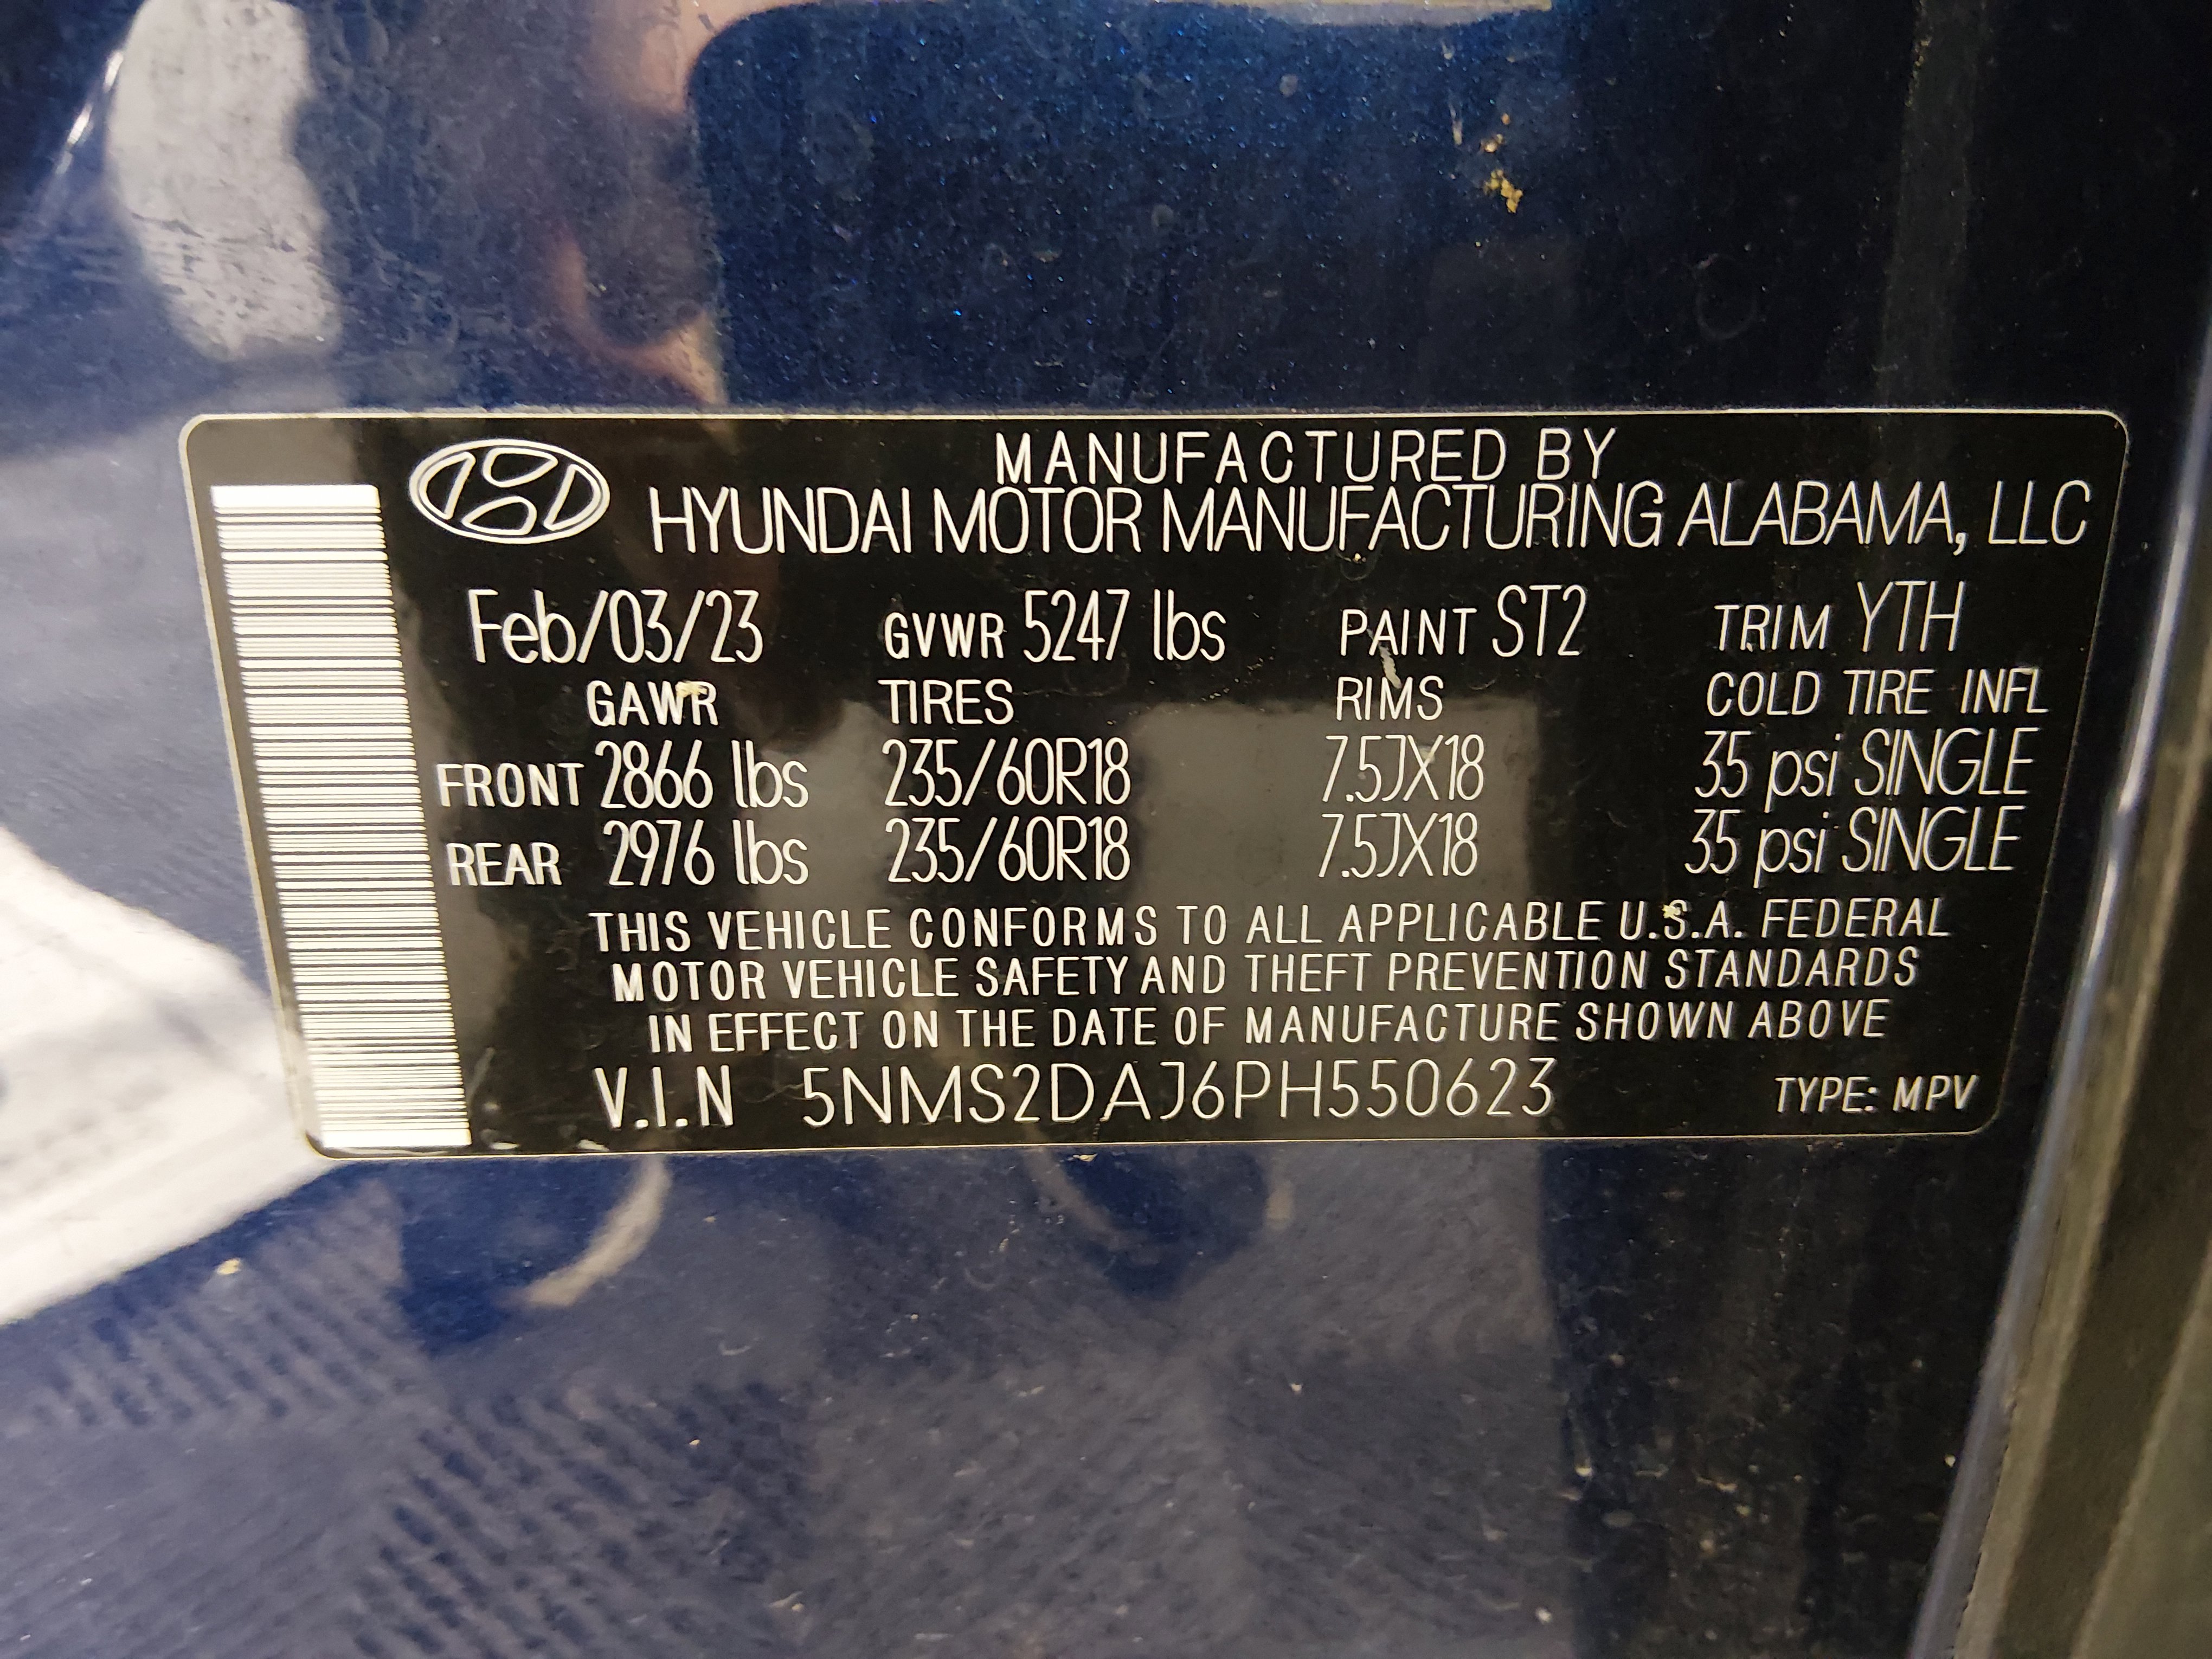 MANUFACTURED BY
HYUNDAI MOTOR MANUFACTURING ALABAMA, LLC
Feb/03/23 GVWR 5247 lbs PAINT ST2 TRIM YTH
GAWR TIRES RIMS COLD TIRE INFL
FRONT 2866 lbs 235/60R18 7.5JX18 35 psi SINGLE
REAR 2976 lbs 235/60R18 7.5JX18 35 psi SINGLE
THIS VEHICLE CONFORMS TO ALL APPLICABLE U.S.A. FEDERAL
MOTOR VEHICLE SAFETY AND THEFT PREVENTION STANDARDS
IN EFFECT ON THE DATE OF MANUFACTURE SHOWN ABOVE
V.I.N 5NMS2DAJ6PH550623 TYPE: MPV